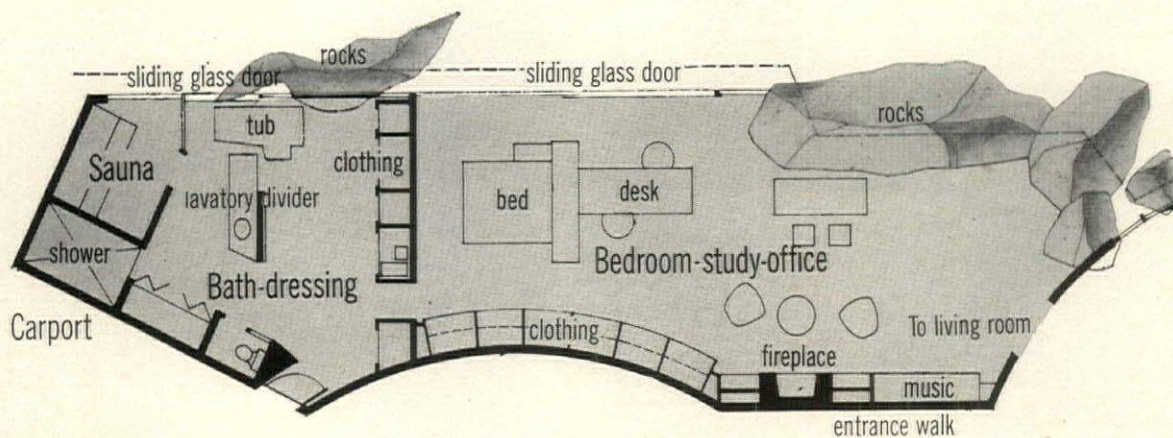 rocks
sliding glass door
sliding glass door
rocks
tub
Sauna
clothing
lavatory divider
bed
desk
shower
Bath-dressing
Bedroom-study-office
Carport
clothing
To living room
fireplace
music
entrance walk